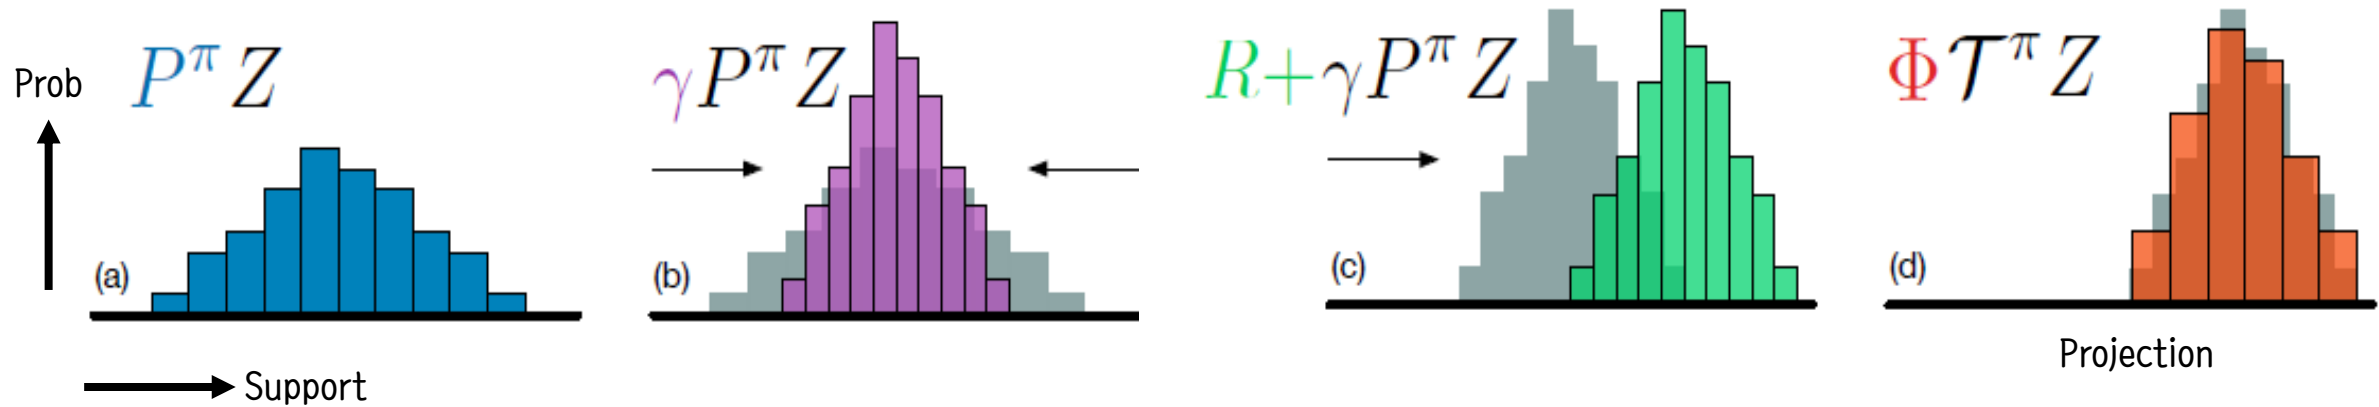 Prob
P^π Z
(a)
Support
γP^π Z
(b)
R+γP^π Z
(c)
Φ𝒯^π Z
(d)
Projection